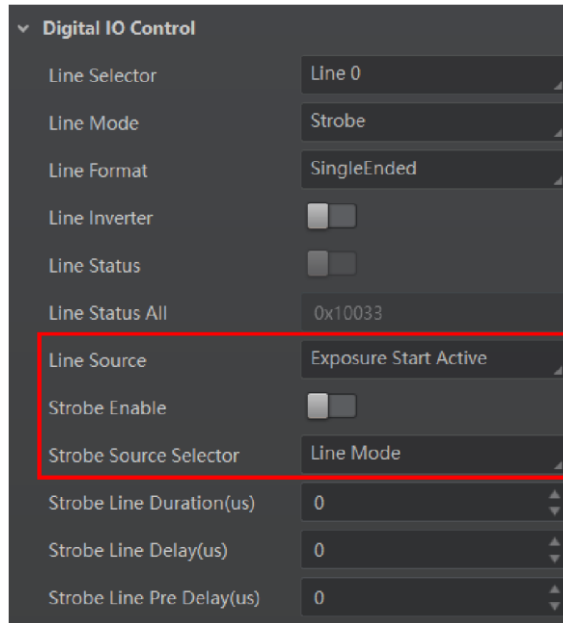 Digital IO Control
Line Selector Line 0
Line Mode Strobe
Line Format SingleEnded
Line Inverter
Line Status
Line Status All 0x10033
Line Source Exposure Start Active
Strobe Enable
Strobe Source Selector Line Mode
Strobe Line Duration(us) 0
Strobe Line Delay(us) 0
Strobe Line Pre Delay(us) 0